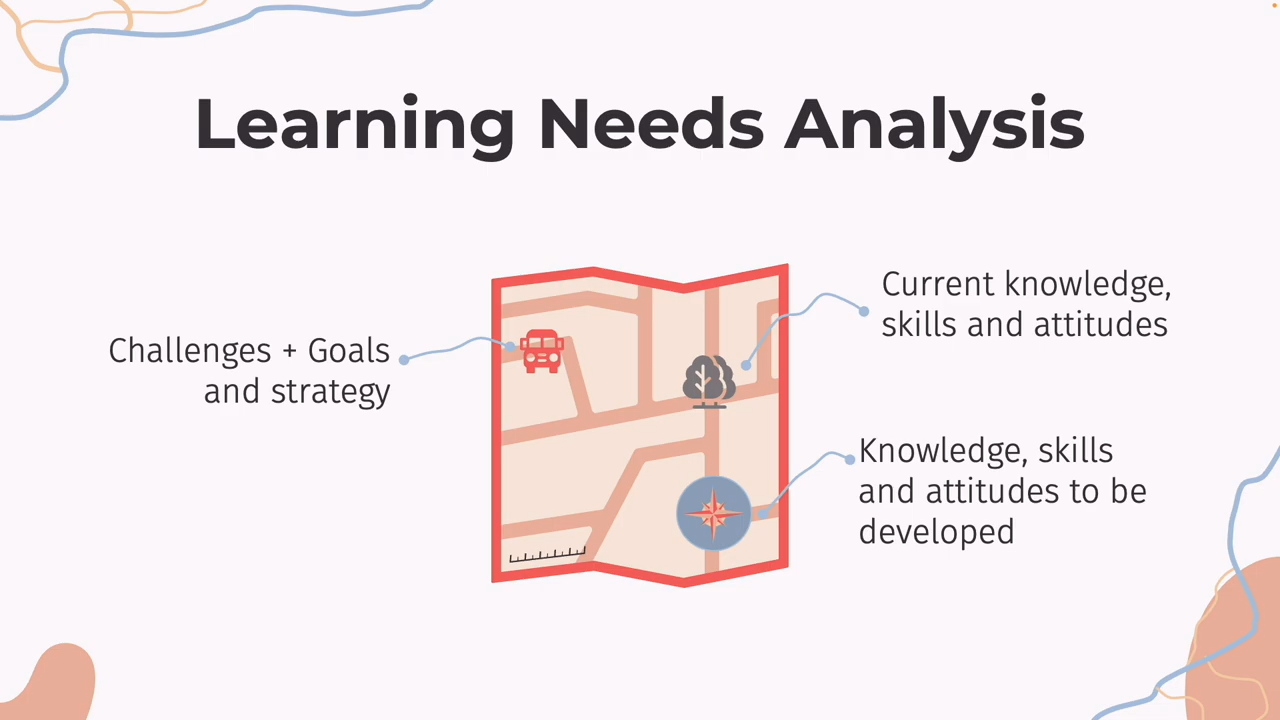 Learning Needs Analysis
Challenges + Goals
and strategy
Current knowledge,
skills and attitudes
Knowledge, skills
and attitudes to be
developed